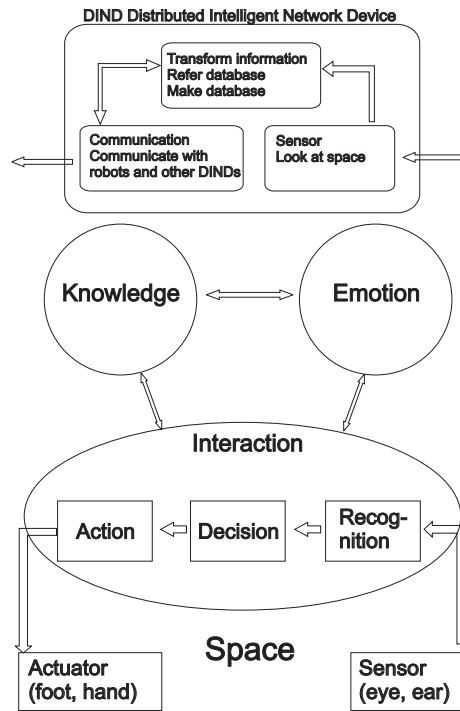 DIND Distributed Intelligent Network Device
Transform information
Refer database
Make database
Communication
Communicate with
robots and other DINDs
Sensor
Look at space
Knowledge
Emotion
Interaction
Action
Decision
Recog-
nition
Space
Actuator
(foot, hand)
Sensor
(eye, ear)